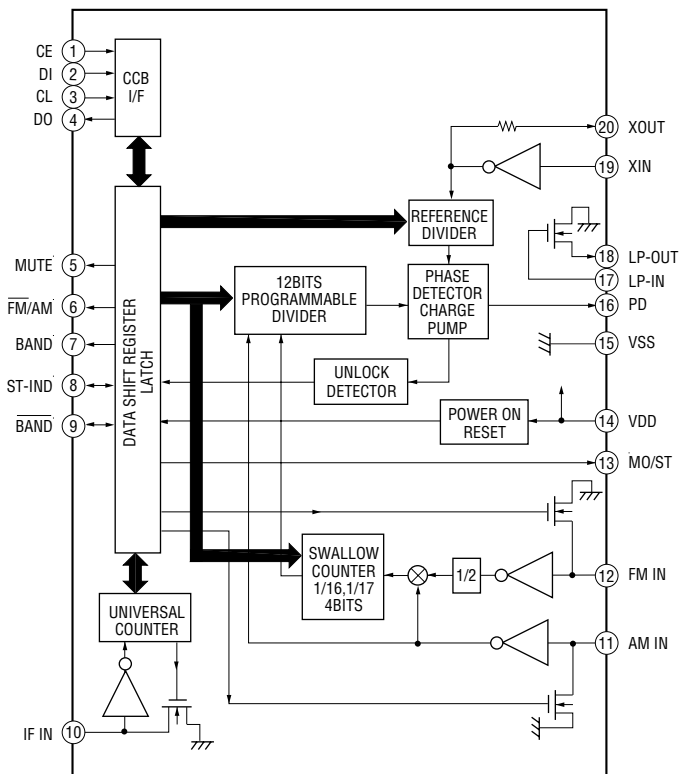 CE 1
DI 2
CL 3
DO 4
CCB
I/F
20 XOUT
19 XIN
REFERENCE
DIVIDER
18 LP-OUT
17 LP-IN
16 PD
15 VSS
MUTE 5
FM/AM 6
BAND 7
ST-IND 8
BAND 9
DATA SHIFT REGISTER
LATCH
12BITS
PROGRAMMABLE
DIVIDER
PHASE
DETECTOR
CHARGE
PUMP
UNLOCK
DETECTOR
POWER ON
RESET
14 VDD
13 MO/ST
SWALLOW
COUNTER
1/16,1/17
4BITS
1/2
12 FM IN
11 AM IN
UNIVERSAL
COUNTER
IF IN 10